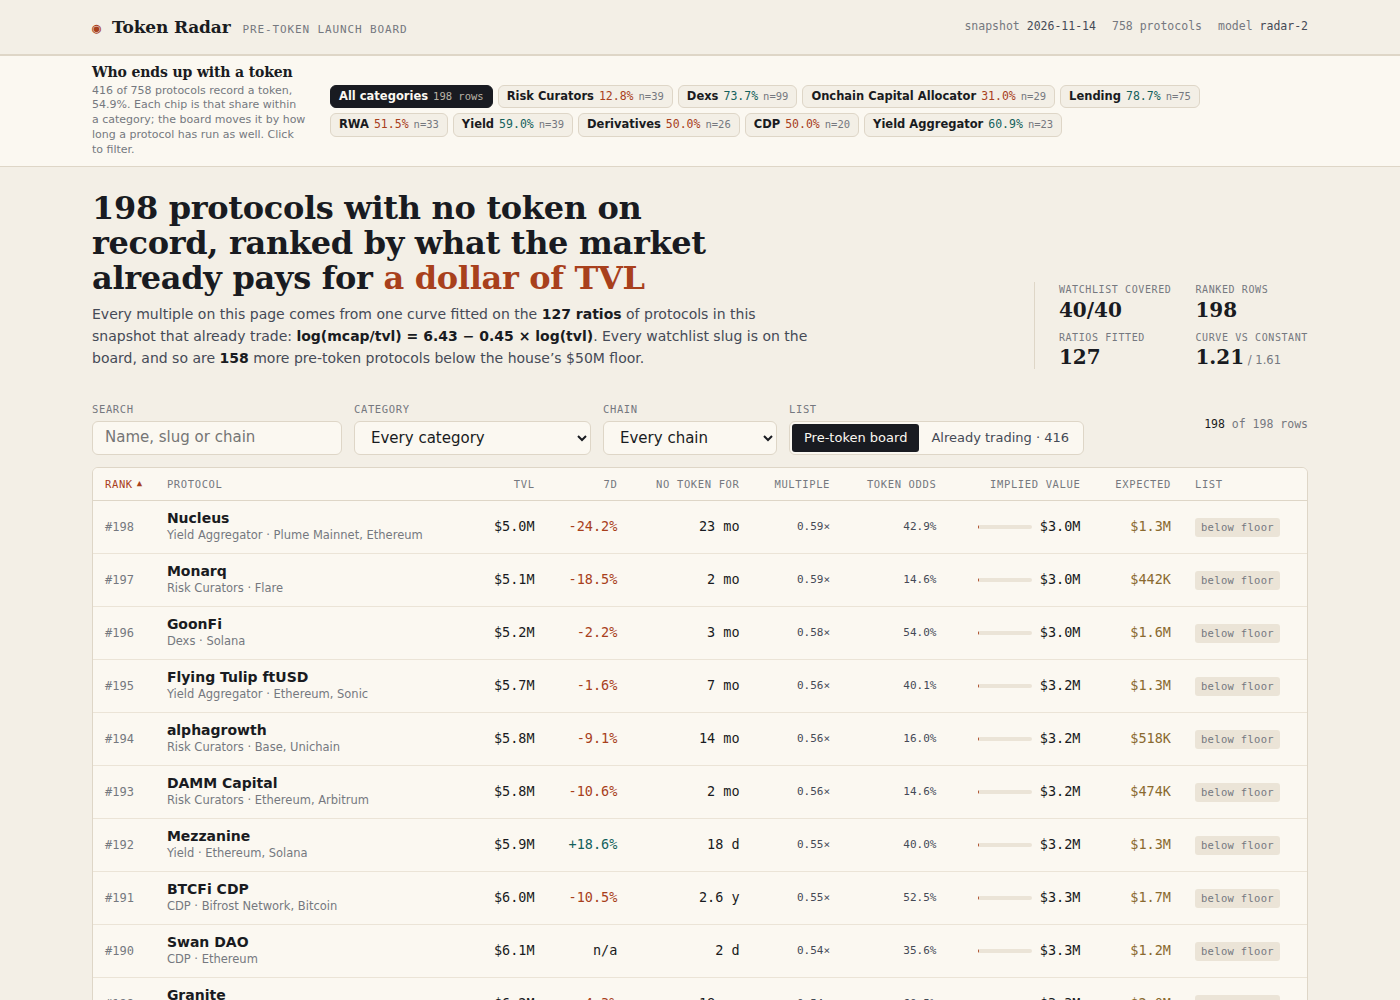 ◉ Token Radar PRE-TOKEN LAUNCH BOARD
snapshot 2026-11-14 758 protocols model radar-2
Who ends up with a token
416 of 758 protocols record a token,
54.9%. Each chip is that share within
a category; the board moves it by how
long a protocol has run as well. Click
to filter.
All categories 198 rows Risk Curators 12.8% n=39 Dexs 73.7% n=99 Onchain Capital Allocator 31.0% n=29 Lending 78.7% n=75
RWA 51.5% n=33 Yield 59.0% n=39 Derivatives 50.0% n=26 CDP 50.0% n=20 Yield Aggregator 60.9% n=23
198 protocols with no token on
record, ranked by what the market
already pays for a dollar of TVL
Every multiple on this page comes from one curve fitted on the 127 ratios of protocols in this
snapshot that already trade: log(mcap/tvl) = 6.43 − 0.45 × log(tvl). Every watchlist slug is on the
board, and so are 158 more pre-token protocols below the house’s $50M floor.
WATCHLIST COVERED RANKED ROWS
40/40 198
RATIOS FITTED CURVE VS CONSTANT
127 1.21 / 1.61
SEARCH CATEGORY CHAIN LIST
Name, slug or chain Every category Every chain Pre-token board Already trading · 416
198 of 198 rows
RANK ▲ PROTOCOL TVL 7D NO TOKEN FOR MULTIPLE TOKEN ODDS IMPLIED VALUE EXPECTED LIST
#198 Nucleus $5.0M -24.2% 23 mo 0.59× 42.9% $3.0M $1.3M below floor
Yield Aggregator · Plume Mainnet, Ethereum
#197 Monarq $5.1M -18.5% 2 mo 0.59× 14.6% $3.0M $442K below floor
Risk Curators · Flare
#196 GoonFi $5.2M -2.2% 3 mo 0.58× 54.0% $3.0M $1.6M below floor
Dexs · Solana
#195 Flying Tulip ftUSD $5.7M -1.6% 7 mo 0.56× 40.1% $3.2M $1.3M below floor
Yield Aggregator · Ethereum, Sonic
#194 alphagrowth $5.8M -9.1% 14 mo 0.56× 16.0% $3.2M $518K below floor
Risk Curators · Base, Unichain
#193 DAMM Capital $5.8M -10.6% 2 mo 0.56× 14.6% $3.2M $474K below floor
Risk Curators · Ethereum, Arbitrum
#192 Mezzanine $5.9M +18.6% 18 d 0.55× 40.0% $3.2M $1.3M below floor
Yield · Ethereum, Solana
#191 BTCFi CDP $6.0M -10.5% 2.6 y 0.55× 52.5% $3.3M $1.7M below floor
CDP · Bifrost Network, Bitcoin
#190 Swan DAO $6.1M n/a 2 d 0.54× 35.6% $3.3M $1.2M below floor
CDP · Ethereum
Granite